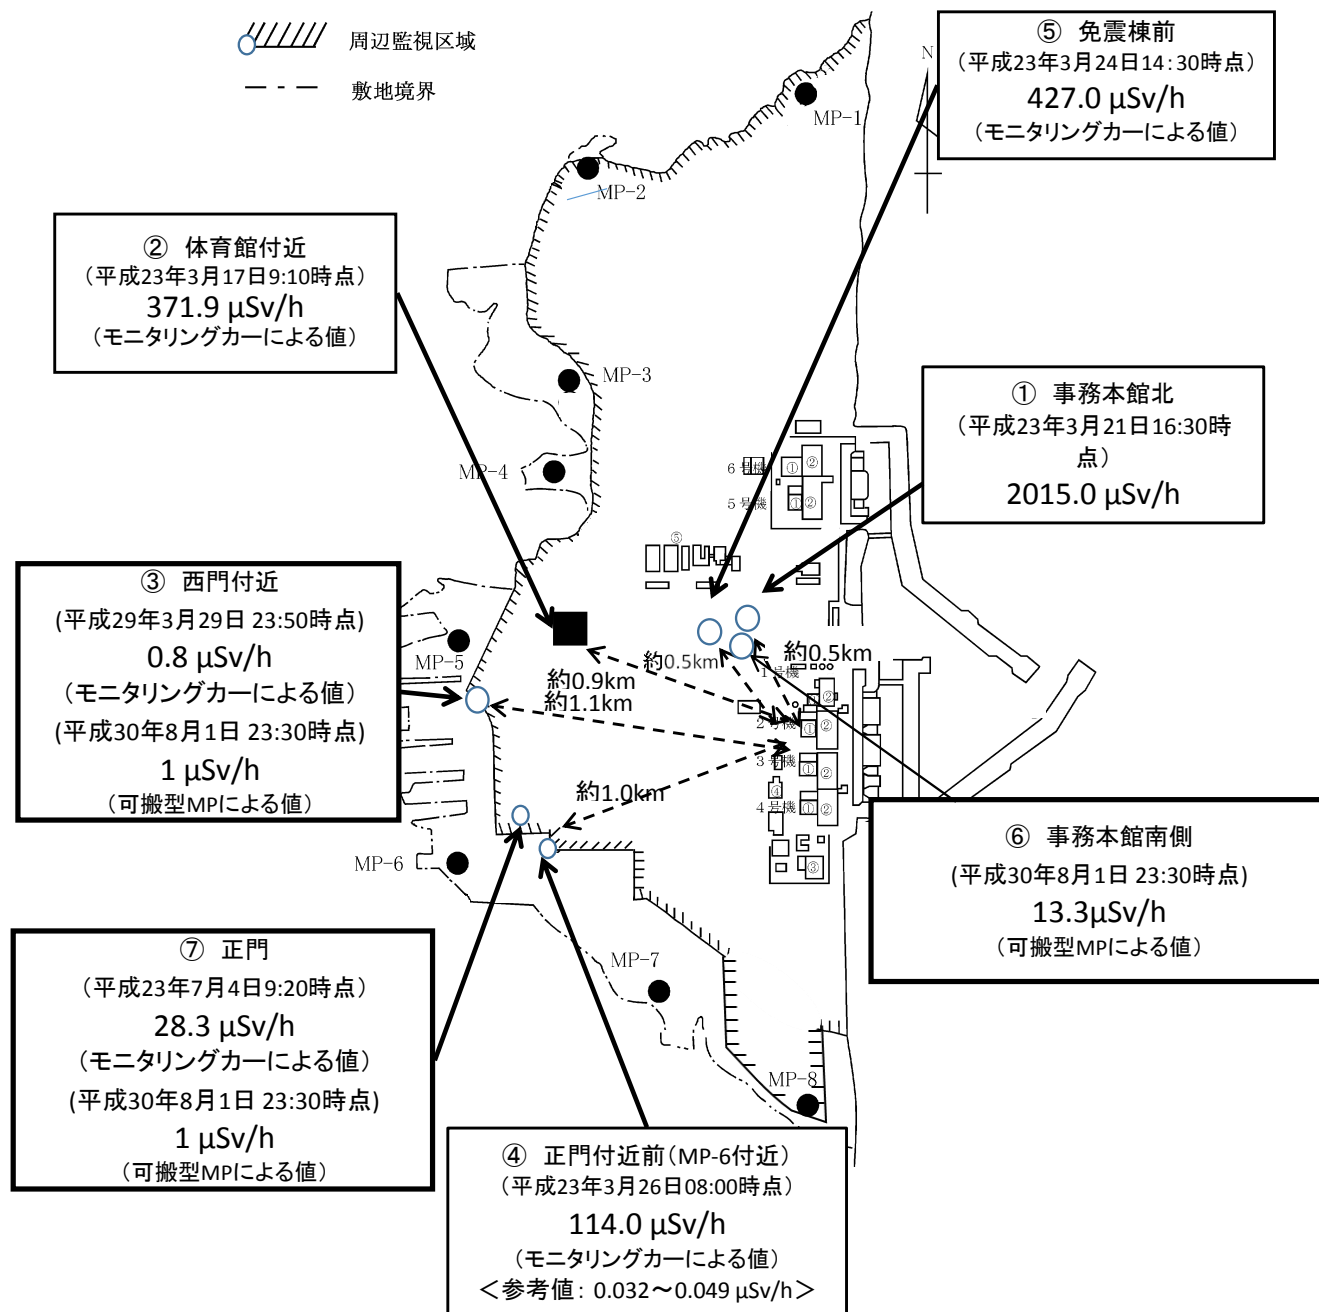 周辺監視区域
敷地境界
⑤ 免震棟前
(平成23年3月24日14:30時点)
427.0 μSv/h
(モニタリングカーによる値)
N
MP-1
MP-2
② 体育館付近
(平成23年3月17日9:10時点)
371.9 μSv/h
(モニタリングカーによる値)
MP-3
① 事務本館北
(平成23年3月21日16:30時
点)
2015.0 μSv/h
MP-4
6号機
①
②
5号機
①
②
⑤
③ 西門付近
(平成29年3月29日 23:50時点)
0.8 μSv/h
(モニタリングカーによる値)
(平成30年8月1日 23:30時点)
1 μSv/h
(可搬型MPによる値)
MP-5
約0.9km
約1.1km
約0.5km
約0.5km
1号機
②
2号機
①
②
3号機
①
②
④
4号機
①
②
③
約1.0km
MP-6
⑥ 事務本館南側
(平成30年8月1日 23:30時点)
13.3μSv/h
(可搬型MPによる値)
⑦ 正門
(平成23年7月4日9:20時点)
28.3 μSv/h
(モニタリングカーによる値)
(平成30年8月1日 23:30時点)
1 μSv/h
(可搬型MPによる値)
MP-7
MP-8
④ 正門付近前(MP-6付近)
(平成23年3月26日08:00時点)
114.0 μSv/h
(モニタリングカーによる値)
<参考値: 0.032~0.049 μSv/h>